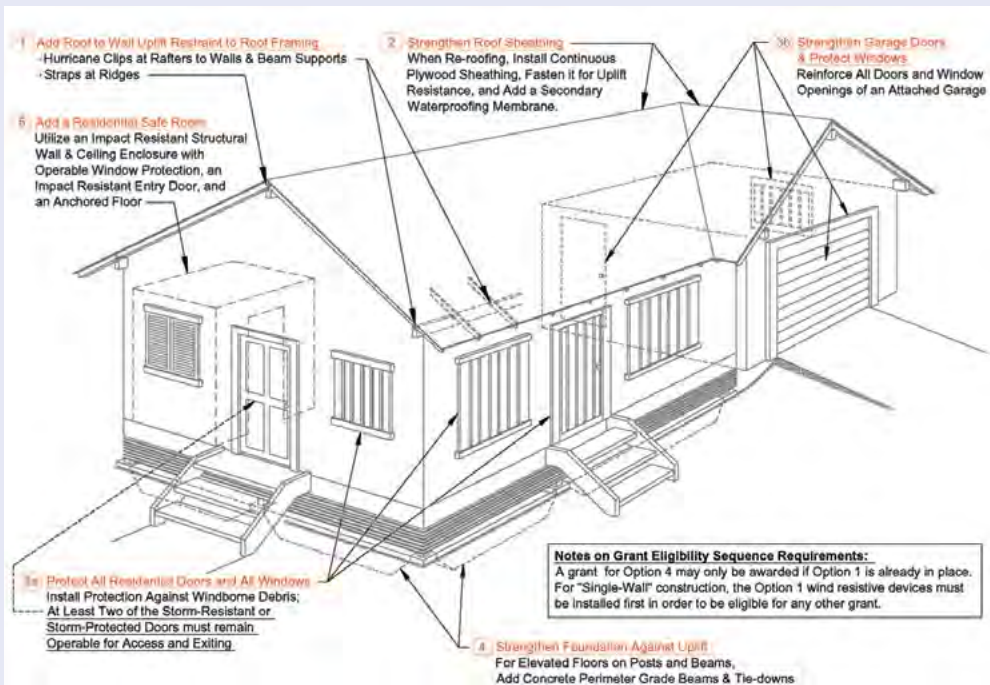 1 Add Roof to Wall Uplift Restraint to Roof Framing
·Hurricane Clips at Rafters to Walls & Beam Supports
·Straps at Ridges
2 Strengthen Roof Sheathing
When Re-roofing, Install Continuous
Plywood Sheathing, Fasten it for Uplift
Resistance, and Add a Secondary
Waterproofing Membrane.
3b Strengthen Garage Doors
& Protect Windows
Reinforce All Doors and Window
Openings of an Attached Garage
5 Add a Residential Safe Room
Utilize an Impact Resistant Structural
Wall & Ceiling Enclosure with
Operable Window Protection, an
Impact Resistant Entry Door, and
an Anchored Floor
Notes on Grant Eligibility Sequence Requirements:
A grant for Option 4 may only be awarded if Option 1 is already in place.
For "Single-Wall" construction, the Option 1 wind resistive devices must
be installed first in order to be eligible for any other grant.
3a Protect All Residential Doors and All Windows
Install Protection Against Windborne Debris;
At Least Two of the Storm-Resistant or
Storm-Protected Doors must remain
Operable for Access and Exiting
4 Strengthen Foundation Against Uplift
For Elevated Floors on Posts and Beams,
Add Concrete Perimeter Grade Beams & Tie-downs